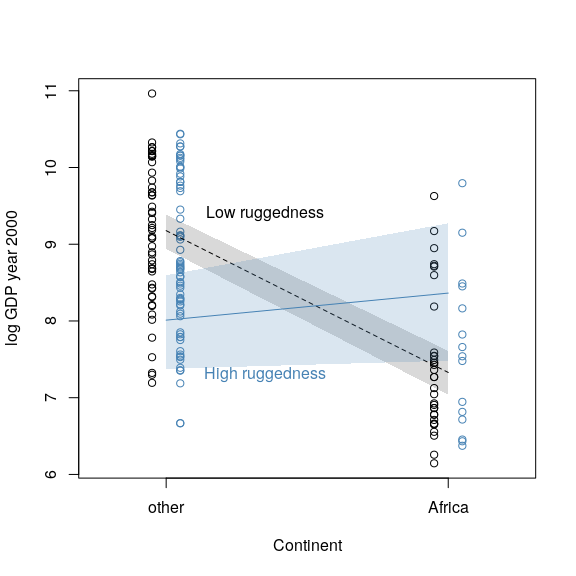 11
10
9
8
7
6
log GDP year 2000
Low ruggedness
High ruggedness
other Africa
Continent